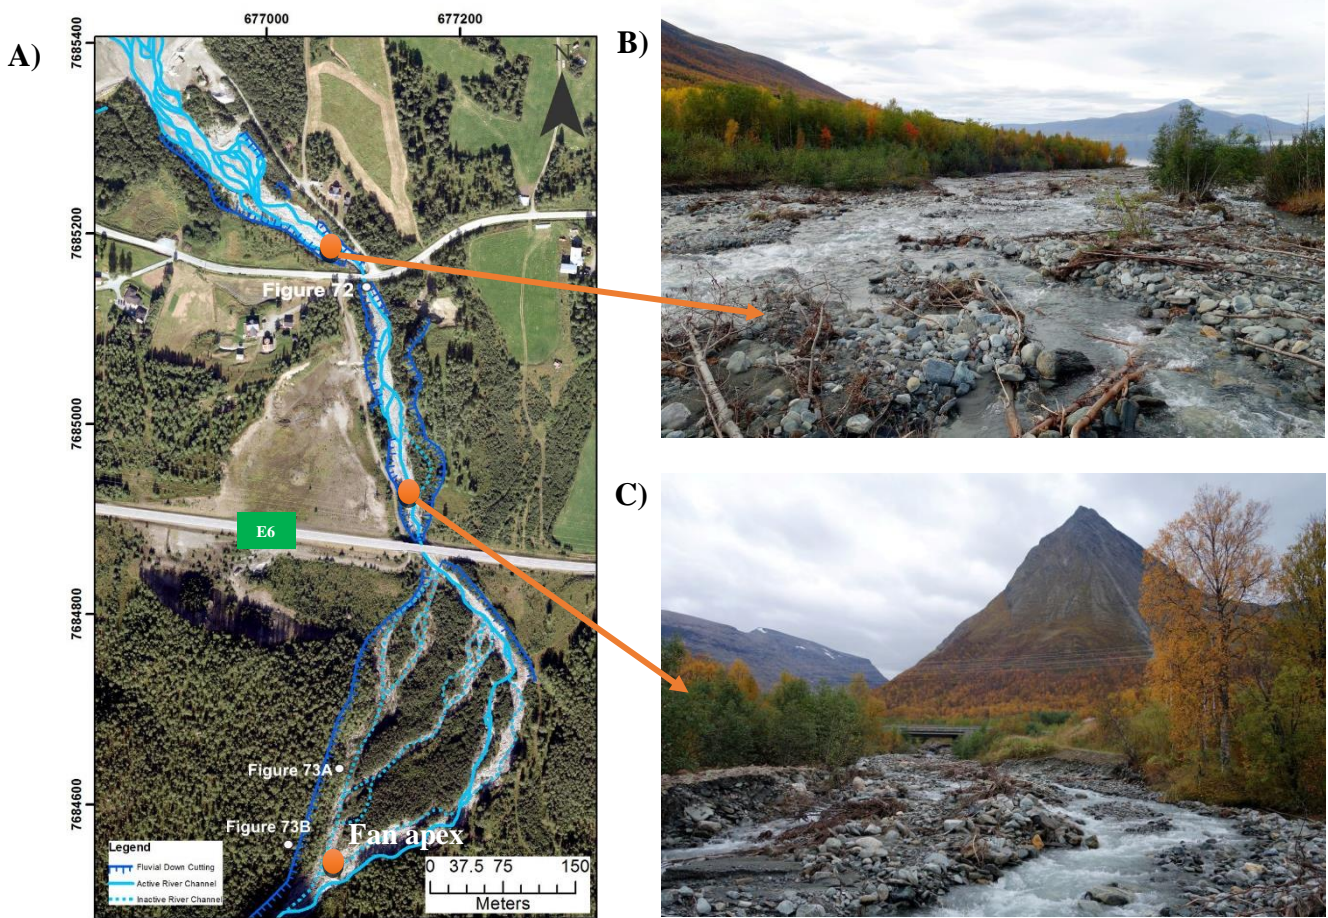 A)
677000 677200
7685400
7685200
7685000
7684800
7684600
Figure 72
E6
Figure 73A
Figure 73B
Fan apex
Legend
Fluvial Down Cutting
Active River Channel
Inactive River Channel
0 37.5 75 150
Meters
B)
C)